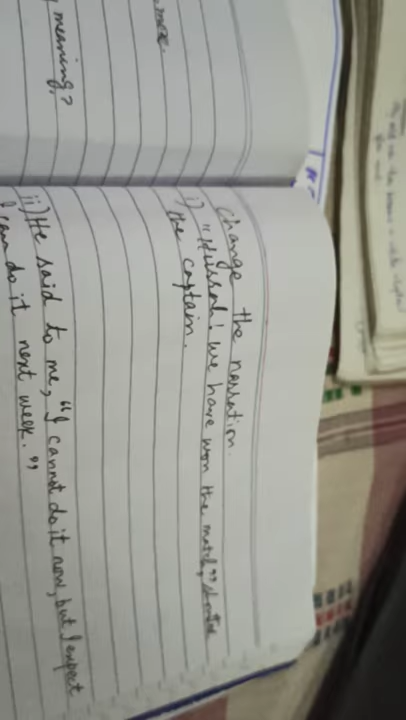 meaning?
Change the narration.
i) "Hurrah! we have won the match," shouted
the captain.
ii) He said to me, "I cannot do it now, but I expect
I can do it next week."